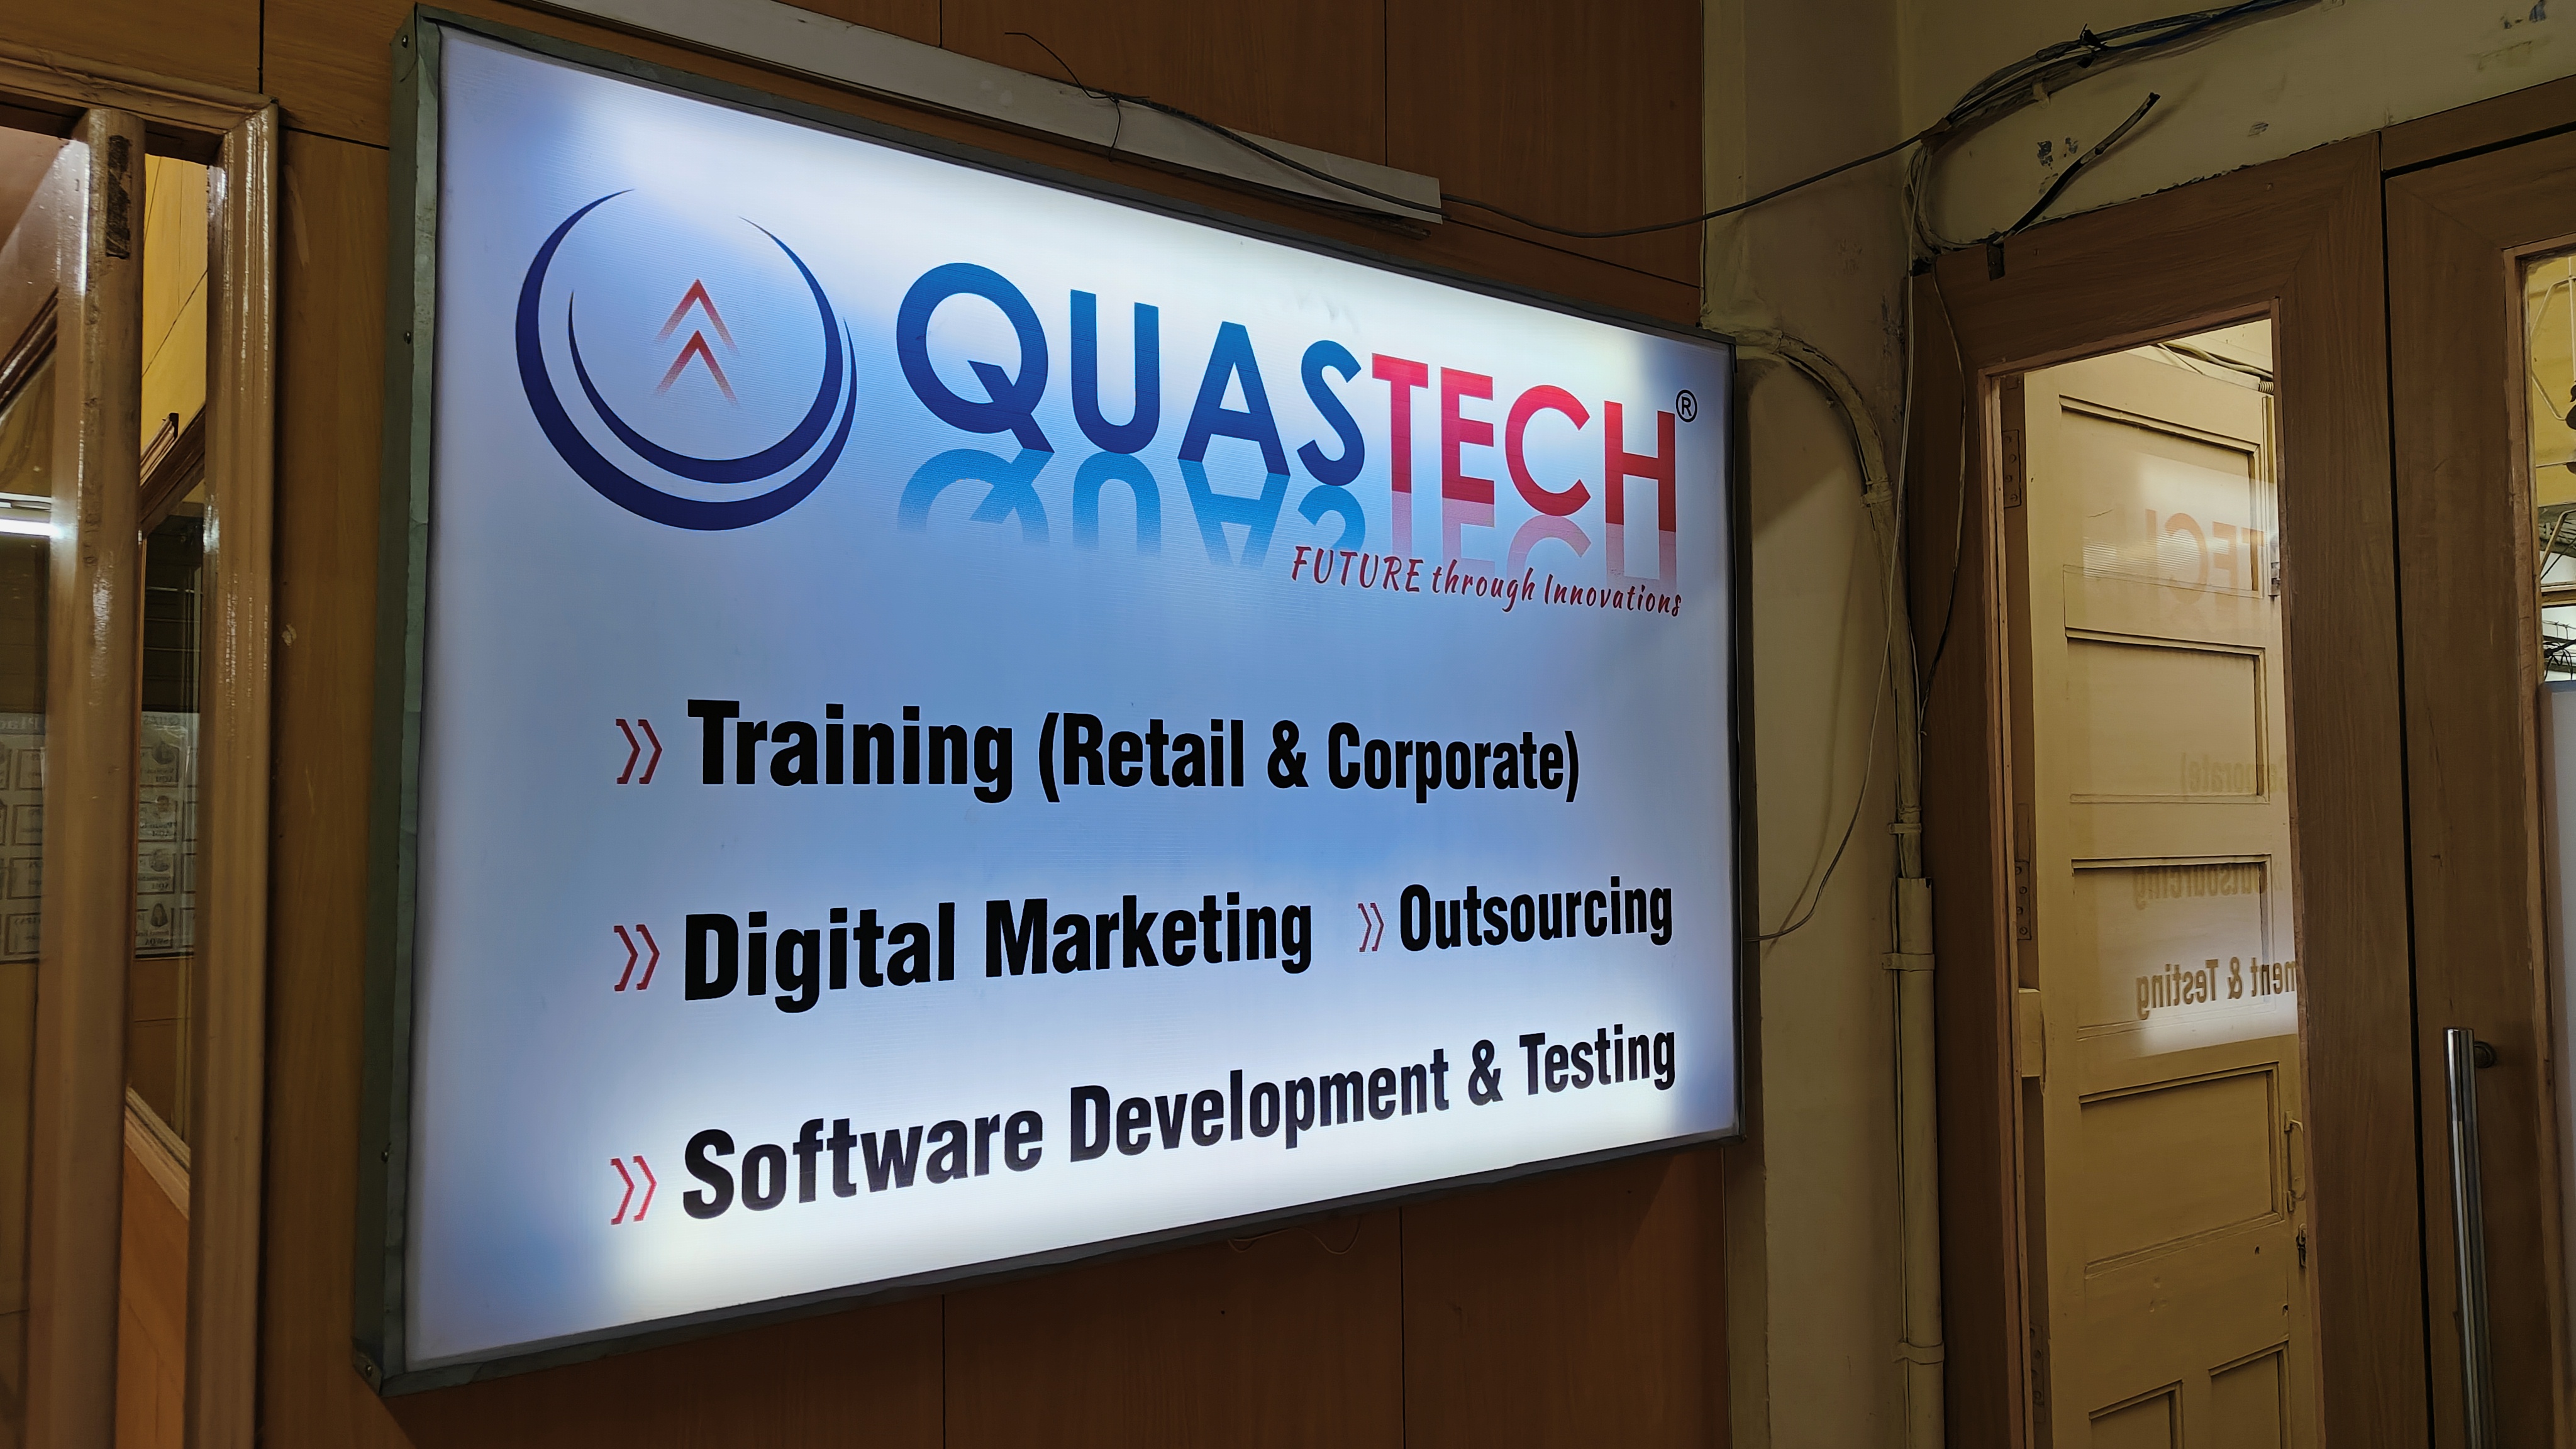 QUASTECH®
FUTURE through Innovations
» Training (Retail & Corporate)
» Digital Marketing » Outsourcing
» Software Development & Testing